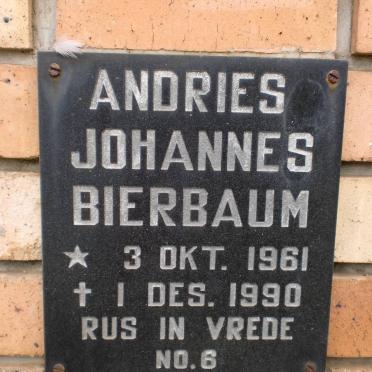 ANDRIES
JOHANNES
BIERBAUM
★ 3 OKT. 1961
✝ 1 DES. 1990
RUS IN VREDE
NO. 6